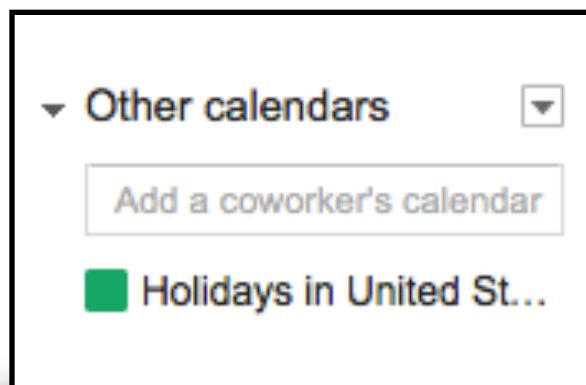 Other calendars
Add a coworker's calendar
Holidays in United St...